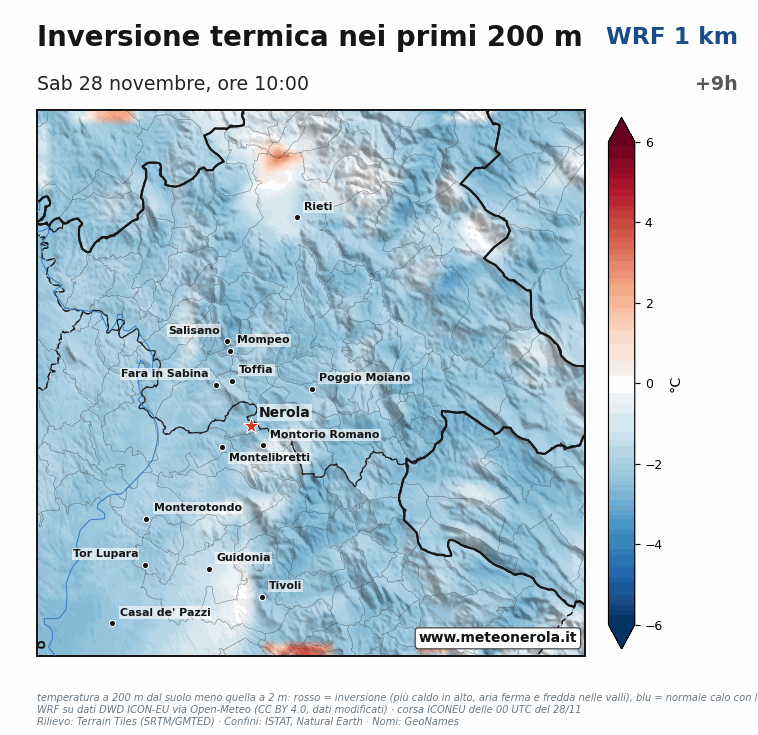 Inversione termica nei primi 200 m
WRF 1 km
Sab 28 novembre, ore 10:00
+9h
Rieti
Salisano
Mompeo
Fara in Sabina
Toffia
Poggio Moiano
Nerola
Montorio Romano
Montelibretti
Monterotondo
Tor Lupara
Guidonia
Tivoli
Casal de' Pazzi
www.meteonerola.it
6
4
2
0
−2
−4
−6
°C
temperatura a 200 m dal suolo meno quella a 2 m: rosso = inversione (più caldo in alto, aria ferma e fredda nelle valli), blu = normale calo con l
WRF su dati DWD ICON-EU via Open-Meteo (CC BY 4.0, dati modificati) · corsa ICONEU delle 00 UTC del 28/11
Rilievo: Terrain Tiles (SRTM/GMTED) · Confini: ISTAT, Natural Earth · Nomi: GeoNames